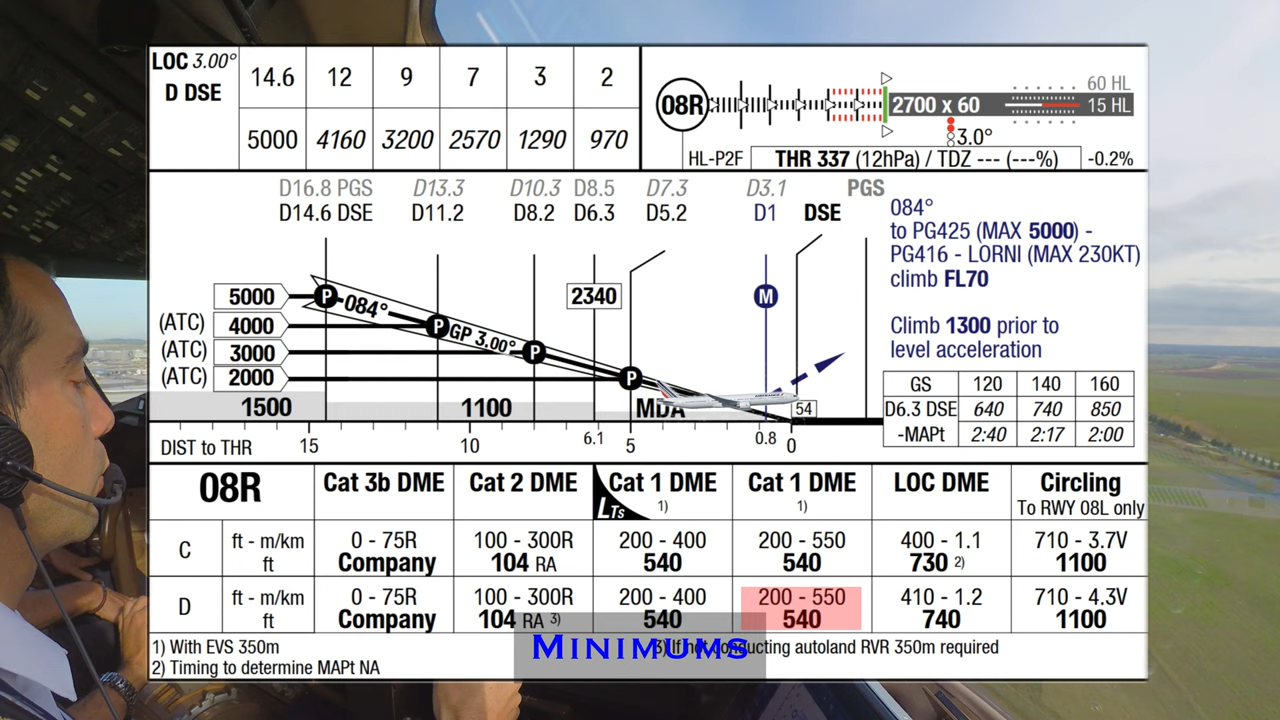 LOC 3.00°
D DSE
14.6 12 9 7 3 2
5000 4160 3200 2570 1290 970
08R
2700 x 60
60 HL
15 HL
3.0°
HL-P2F
THR 337 (12hPa) / TDZ --- (---%)
-0.2%
D16.8 PGS D13.3 D10.3 D8.5 D7.3 D3.1 PGS
D14.6 DSE D11.2 D8.2 D6.3 D5.2 D1 DSE
084°
to PG425 (MAX 5000) -
PG416 - LORNI (MAX 230KT)
climb FL70
Climb 1300 prior to
level acceleration
5000 P 084° 2340 M
(ATC) 4000 P GP 3.00°
(ATC) 3000 P
(ATC) 2000 P
1500 1100 MDA 54
DIST to THR 15 10 6.1 5 0.8 0
GS 120 140 160
D6.3 DSE 640 740 850
-MAPt 2:40 2:17 2:00
08R Cat 3b DME Cat 2 DME Cat 1 DME Cat 1 DME LOC DME Circling
LTs 1) 1) To RWY 08L only
C ft - m/km 0 - 75R 100 - 300R 200 - 400 200 - 550 400 - 1.1 710 - 3.7V
ft Company 104 RA 540 540 730 2) 1100
D ft - m/km 0 - 75R 100 - 300R 200 - 400 200 - 550 410 - 1.2 710 - 4.3V
ft Company 104 RA 3) 540 540 740 1100
1) With EVS 350m
3) If not conducting autoland RVR 350m required
2) Timing to determine MAPt NA
MINIMUMS